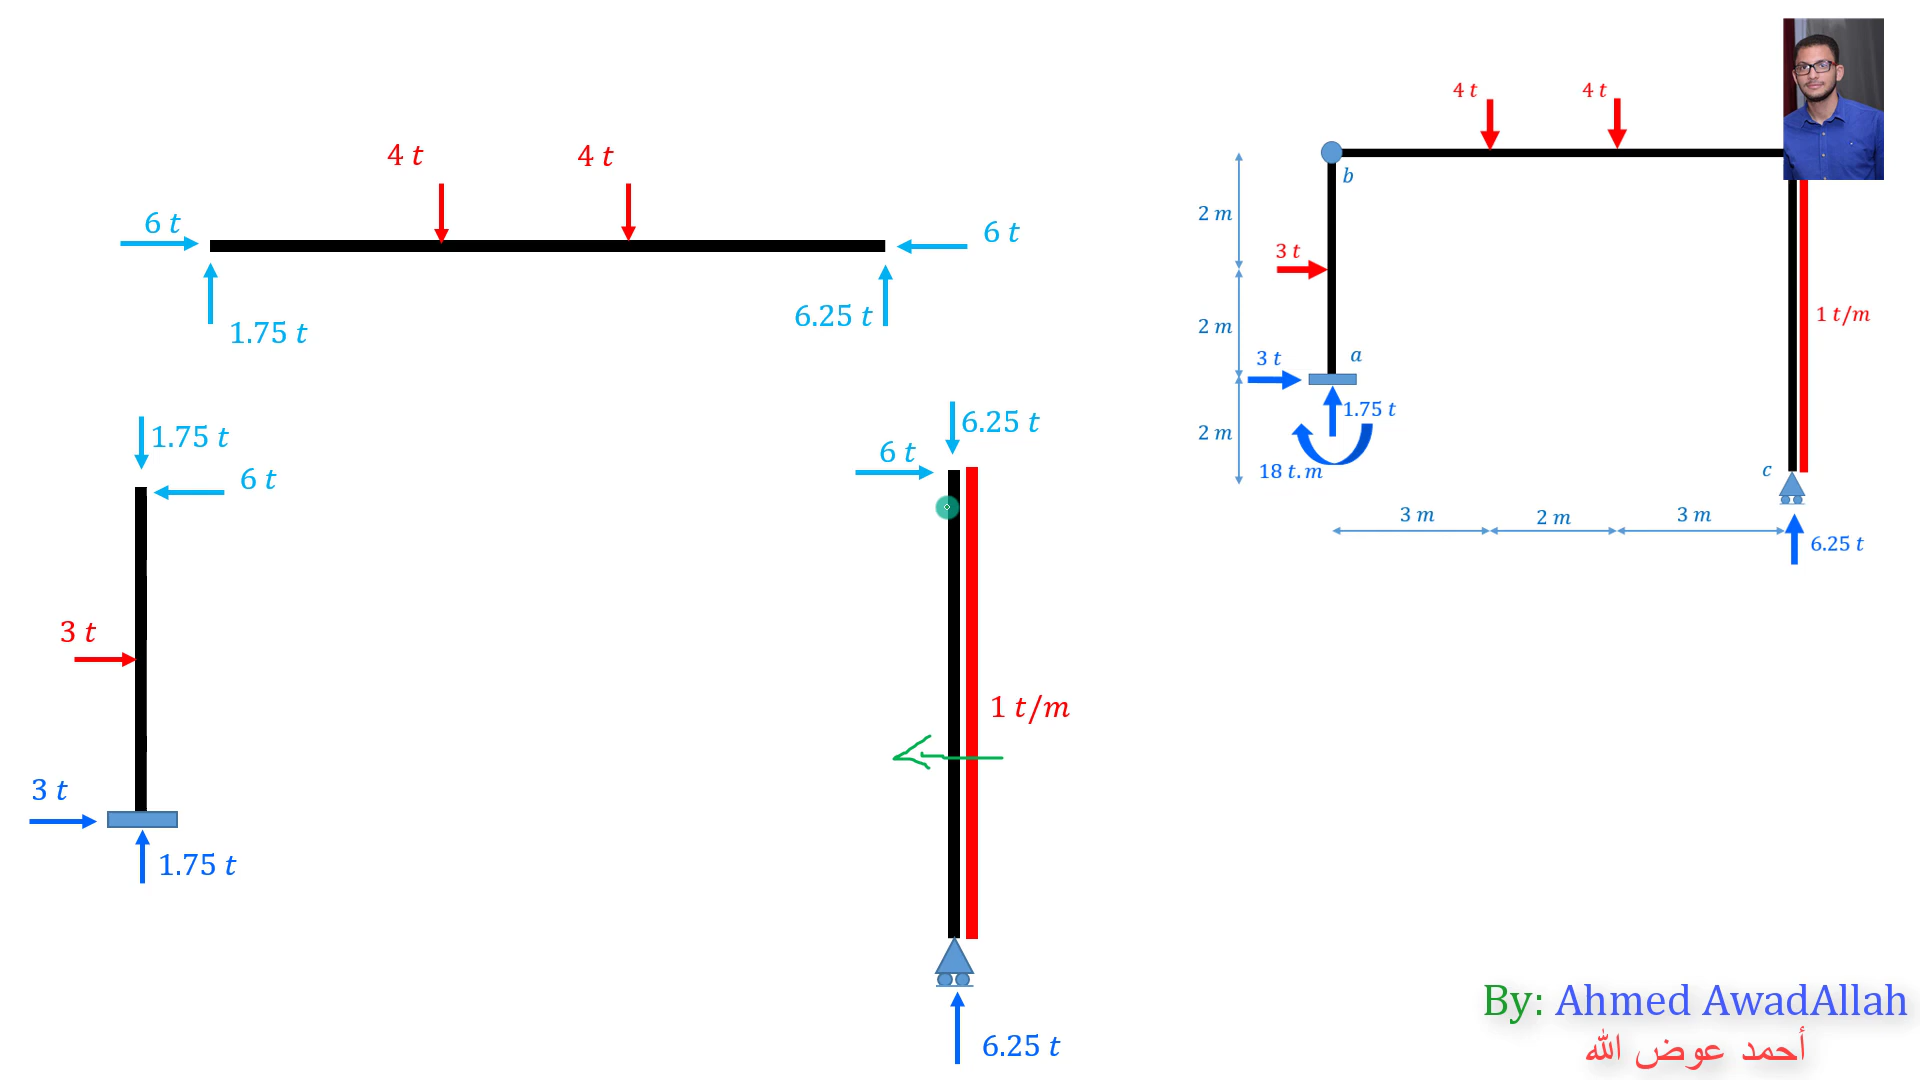 4 t
4 t
6 t
6 t
1.75 t
6.25 t
1.75 t
6 t
3 t
3 t
1.75 t
6.25 t
6 t
1 t/m
6.25 t
4 t
4 t
b
2 m
3 t
2 m
1 t/m
3 t
a
1.75 t
2 m
18 t.m
c
3 m
2 m
3 m
6.25 t
By: Ahmed AwadAllah
أحمد عوض الله